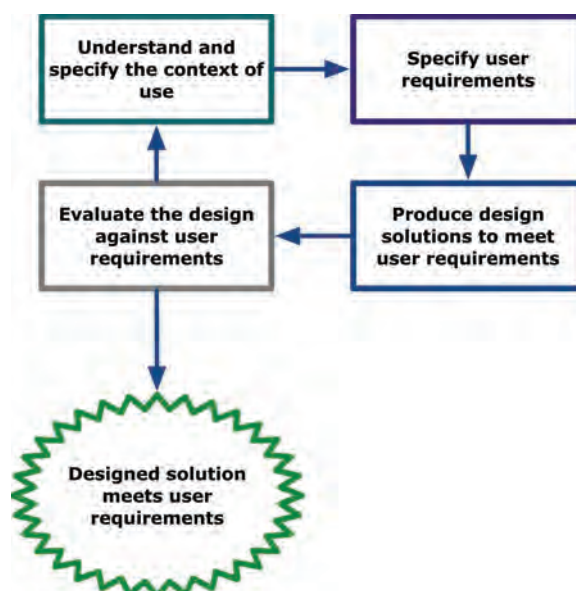 Understand and
specify the context of
use
Specify user
requirements
Evaluate the design
against user
requirements
Produce design
solutions to meet
user requirements
Designed solution
meets user
requirements